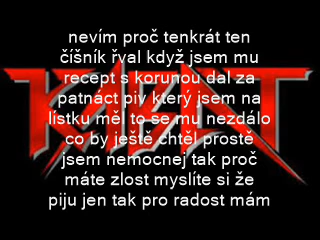 nevím proč tenkrát ten
číšník řval když jsem mu
recept s korunou dal za
patnáct piv který jsem na
lístku měl to se mu nezdálo
co by ještě chtěl prostě
jsem nemocnej tak proč
máte zlost myslíte si že
piju jen tak pro radost mám